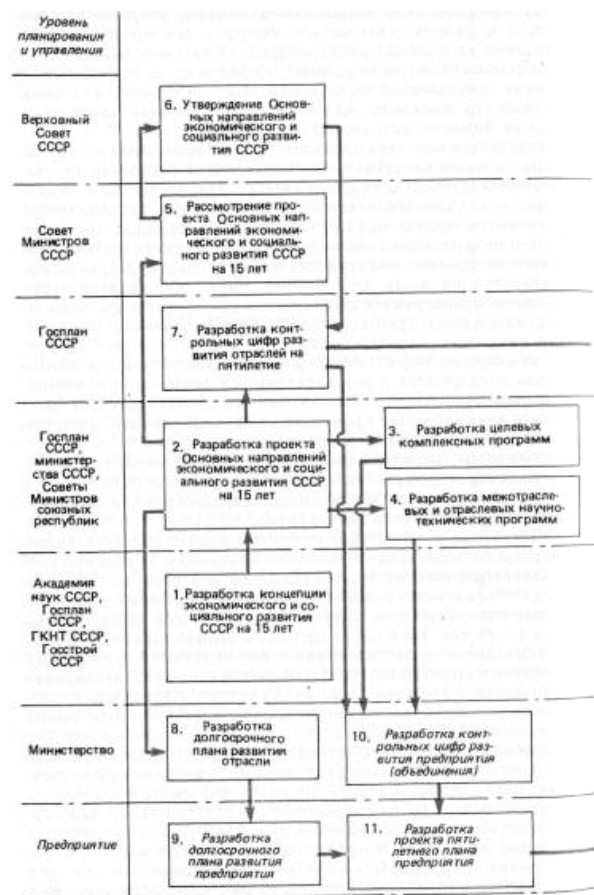 Уровень
планирования
и управления
Верховный
Совет
СССР
6. Утверждение Основ-
ных направлений
экономического и
социального разви-
тия СССР
Совет
Министров
СССР
5. Рассмотрение про-
екта Основных нап-
равлений экономи-
ческого и социаль-
ного развития СССР
на 15 лет
Госплан
СССР
7. Разработка конт-
рольных цифр
развития отраслей на
пятилетие
Госплан
СССР,
министер-
ства СССР,
Советы
Министров
союзных
республик
2. Разработка проекта
Основных направлений
экономического и соци-
ального развития СССР
на 15 лет
3. Разработка целевых
комплексных программ
4. Разработка межотрасле-
вых и отраслевых научно-
технических программ
Академия
наук СССР,
Госплан
СССР,
ГКНТ СССР,
Госстрой
СССР
1. Разработка концепции
экономического и со-
циального развития
СССР на 15 лет
Министерство
8. Разработка
долгосрочного
плана развития
отрасли
10. Разработка конт-
рольных цифр раз-
вития предприятия
(объединения)
Предприятие
9. Разработка
долгосрочного
плана развития
предприятия
11. Разработка
проекта пяти-
летнего плана
предприятия